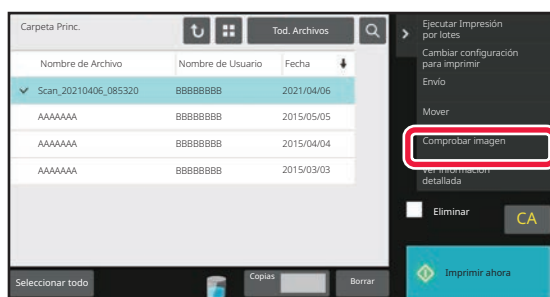 Carpeta Princ.
Tod. Archivos
Nombre de Archivo Nombre de Usuario Fecha
Scan_20210406_085320 BBBBBBBB 2021/04/06
AAAAAAA BBBBBBBB 2015/05/05
AAAAAAA BBBBBBBB 2015/04/04
AAAAAAA BBBBBBBB 2015/03/03
Seleccionar todo
Copias
Borrar
Ejecutar Impresión
por lotes
Cambiar configuración
para imprimir
Envío
Mover
Comprobar imagen
Ver información
detallada
Eliminar
CA
Imprimir ahora